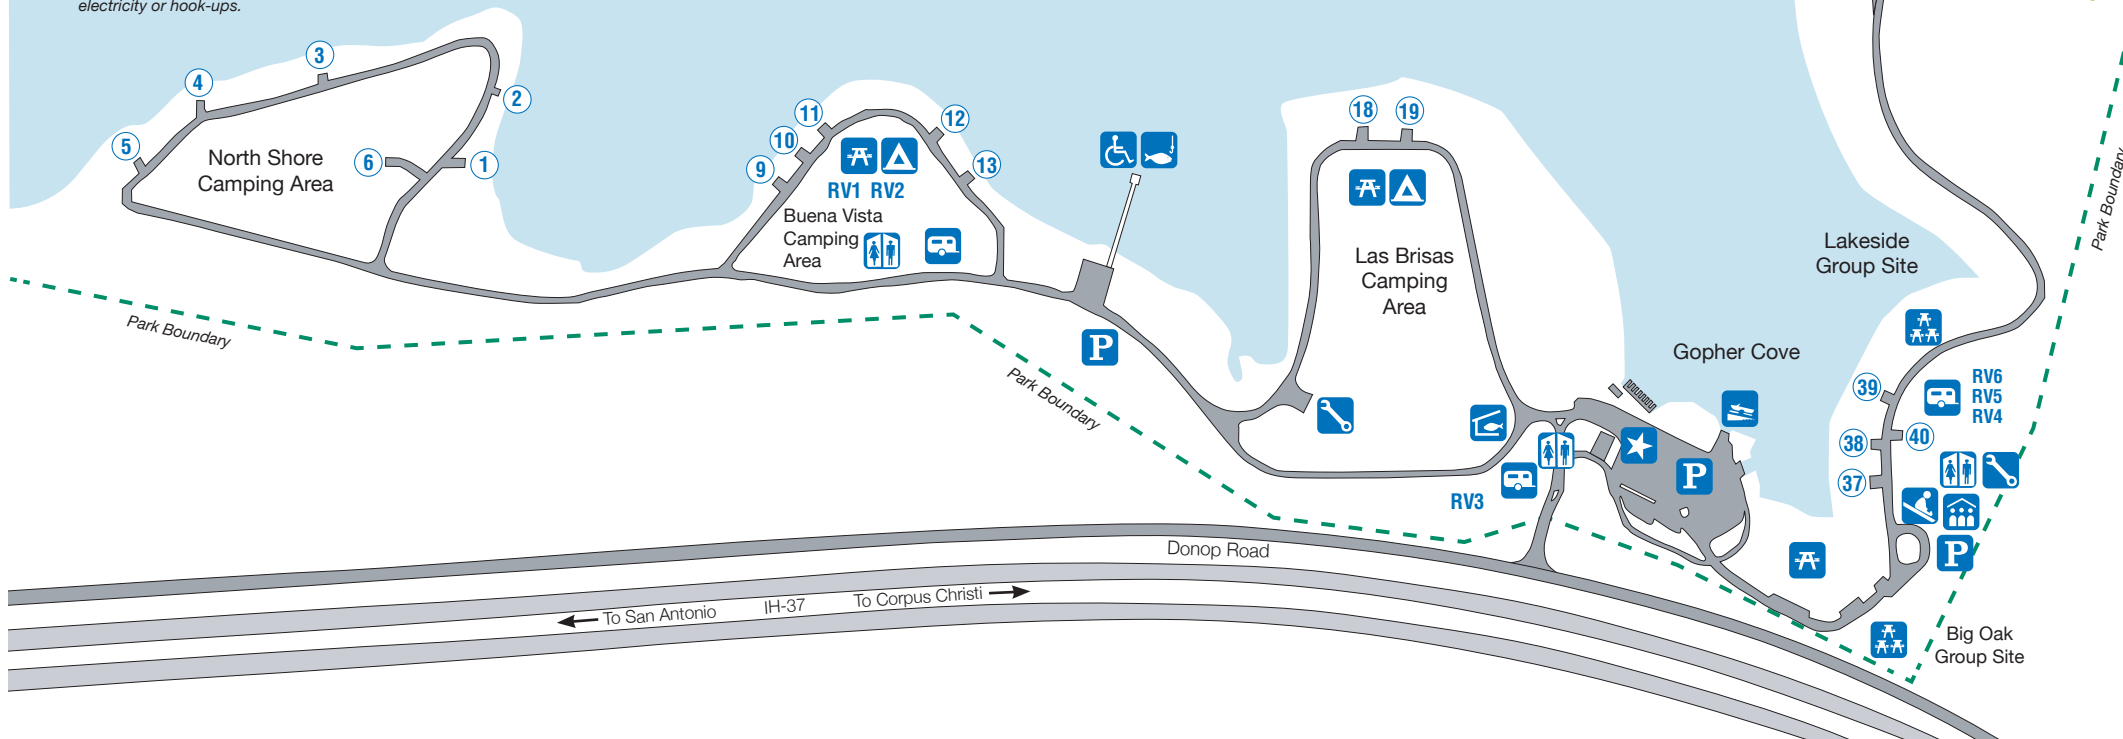 electricity or hook-ups.
3
4
2
5
North Shore
Camping Area
6
1
11
10
9
12
13
RV1 RV2
Buena Vista
Camping
Area
18
19
Las Brisas
Camping
Area
Lakeside
Group Site
Park Boundary
Park Boundary
Park Boundary
P
Gopher Cove
39
RV6
RV5
RV4
38
40
37
RV3
P
P
Donop Road
To San Antonio
IH-37
To Corpus Christi
Big Oak
Group Site